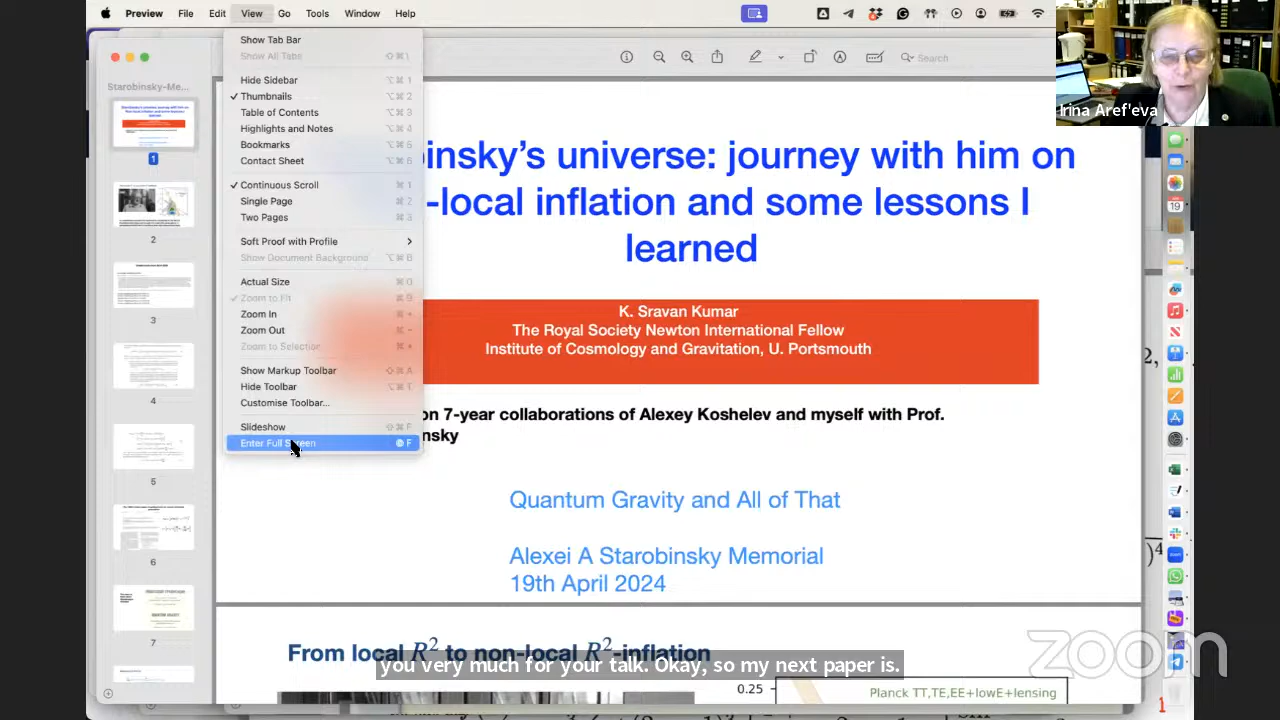 Preview File Edit View Go Tools Window Help
Show Tab Bar
Show All Tabs
Hide Sidebar
Thumbnails
Table of Contents
Highlights and Notes
Bookmarks
Contact Sheet
Continuous Scroll
Single Page
Two Pages
Soft Proof with Profile
Show Document Background
Actual Size
Zoom to Fit
Zoom In
Zoom Out
Zoom to Selection
Show Markup Toolbar
Hide Toolbar
Customise Toolbar...
Slideshow
Enter Full Screen
Search
Irina Aref'eva
Starobinsky-Me...
1
2
3
4
5
6
7
binsky's universe: journey with him on
-local inflation and some lessons I
learned
K. Sravan Kumar
The Royal Society Newton International Fellow
Institute of Cosmology and Gravitation, U. Portsmouth
on 7-year collaborations of Alexey Koshelev and myself with Prof.
nsky
Quantum Gravity and All of That
Alexei A Starobinsky Memorial
19th April 2024
From local R² to non-local R²-inflation
you very much for your talk. Okay, so my next paper is.
0.25
Planck TT,TE,EE+lowE+lensing
zoom